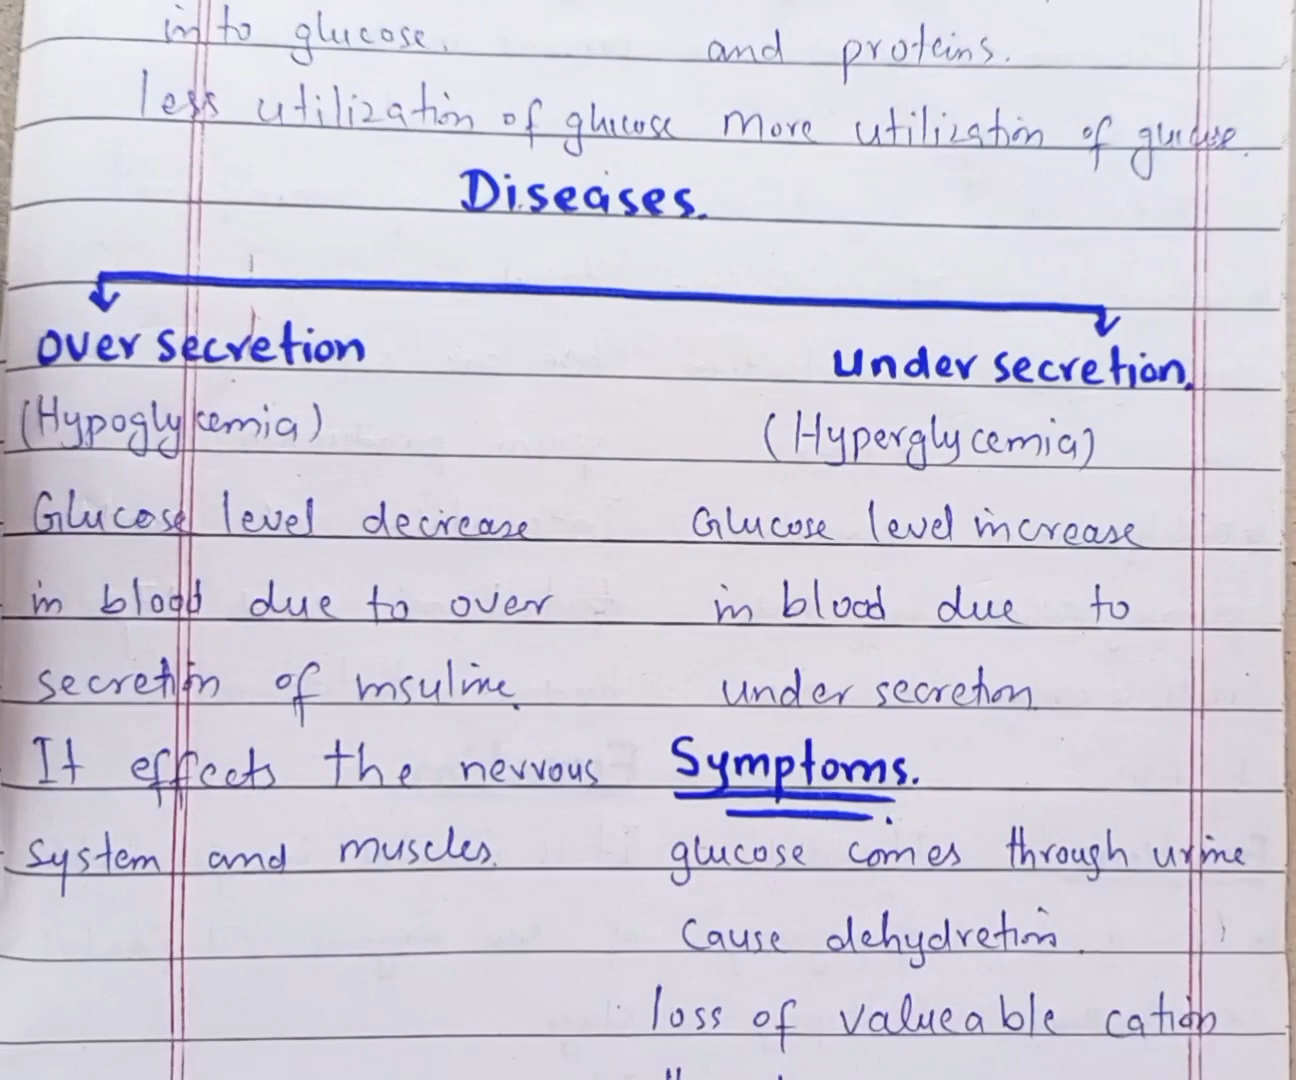 into glucose. and proteins.
less utilization of glucose more utilization of glucose.
Diseases.
over secretion
under secretion.
(Hypoglycemia)
(Hyperglycemia)
Glucose level decrease
Glucose level increase
in blood due to over
in blood due to
secretion of insuline.
under secretion.
It effects the nervous
Symptoms.
system and muscles.
glucose comes through urine
cause dehydretion.
loss of valueable cation